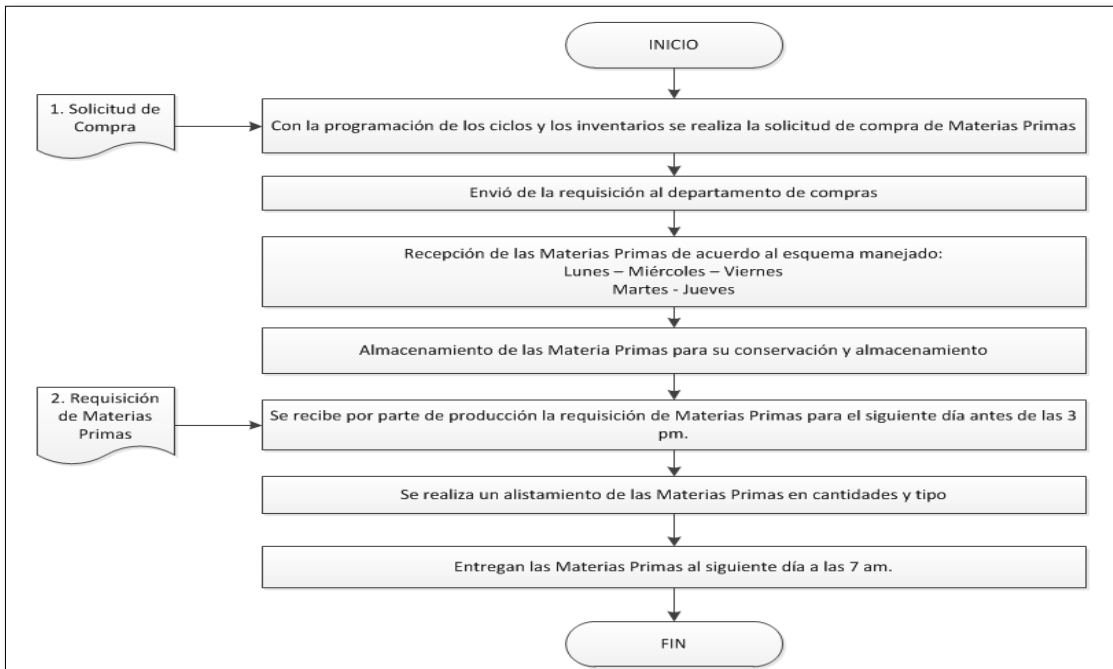 INICIO
1. Solicitud de
Compra
Con la programación de los ciclos y los inventarios se realiza la solicitud de compra de Materias Primas
Envió de la requisición al departamento de compras
Recepción de las Materias Primas de acuerdo al esquema manejado:
Lunes – Miércoles – Viernes
Martes - Jueves
Almacenamiento de las Materia Primas para su conservación y almacenamiento
2. Requisición
de Materias
Primas
Se recibe por parte de producción la requisición de Materias Primas para el siguiente día antes de las 3
pm.
Se realiza un alistamiento de las Materias Primas en cantidades y tipo
Entregan las Materias Primas al siguiente día a las 7 am.
FIN